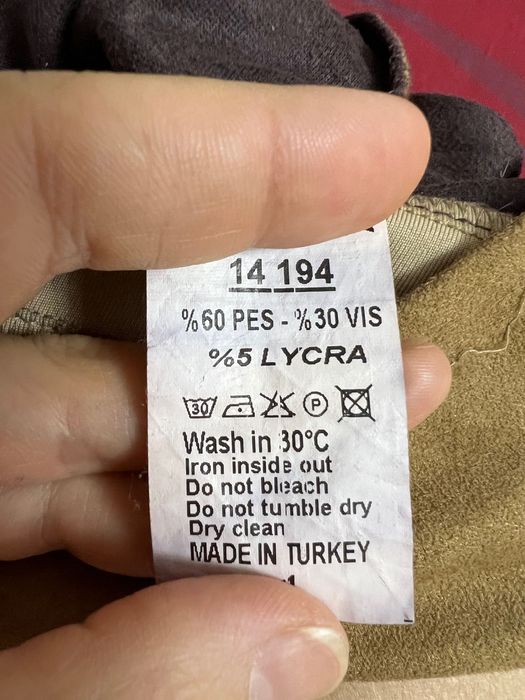 14 194
%60 PES - %30 VIS
%5 LYCRA
30 P
Wash in 30°C
Iron inside out
Do not bleach
Do not tumble dry
Dry clean
MADE IN TURKEY